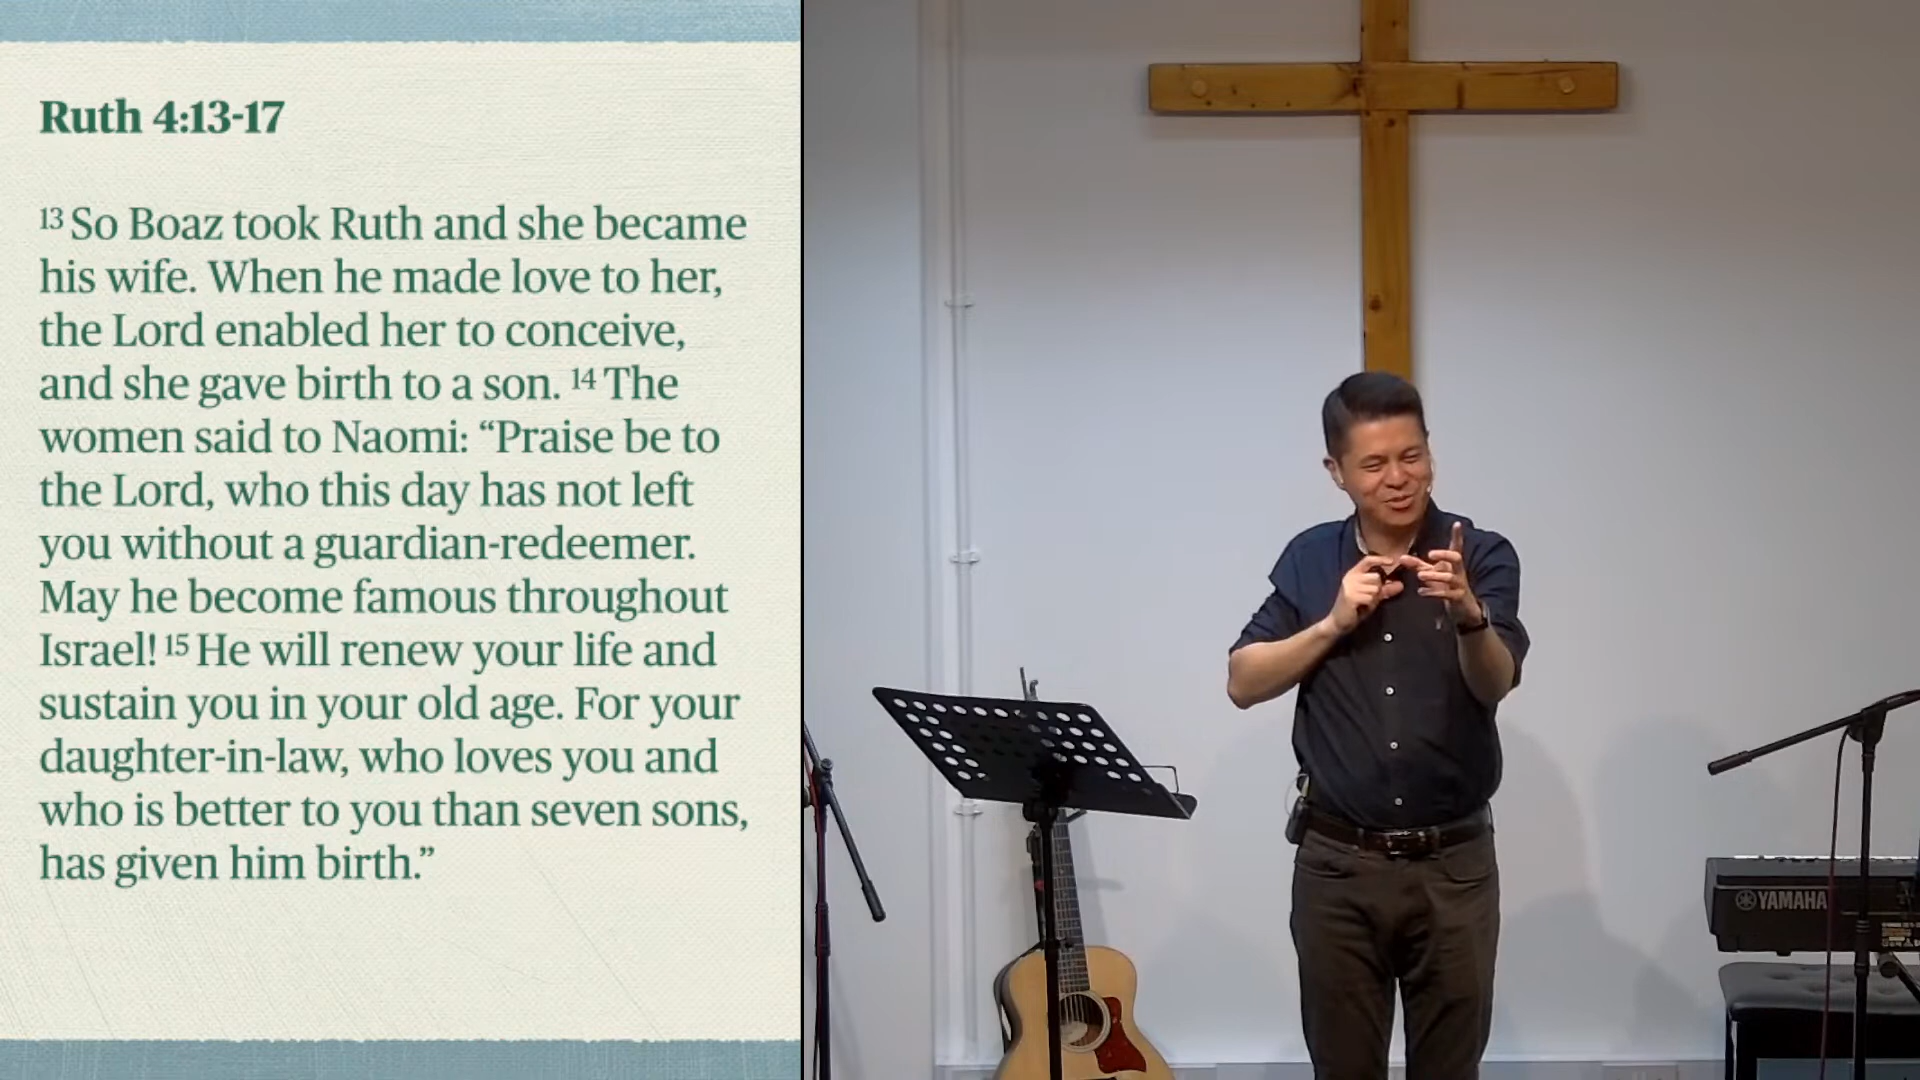 Ruth 4:13-17
13 So Boaz took Ruth and she became
his wife. When he made love to her,
the Lord enabled her to conceive,
and she gave birth to a son. 14 The
women said to Naomi: “Praise be to
the Lord, who this day has not left
you without a guardian-redeemer.
May he become famous throughout
Israel! 15 He will renew your life and
sustain you in your old age. For your
daughter-in-law, who loves you and
who is better to you than seven sons,
has given him birth.”
YAMAHA